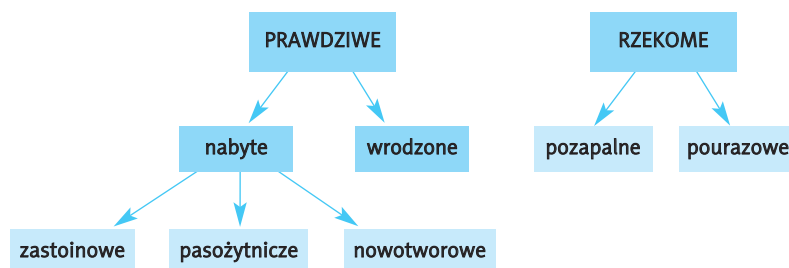 PRAWDZIWE
RZEKOME
nabyte
wrodzone
pozapalne
pourazowe
zastoinowe
pasożytnicze
nowotworowe